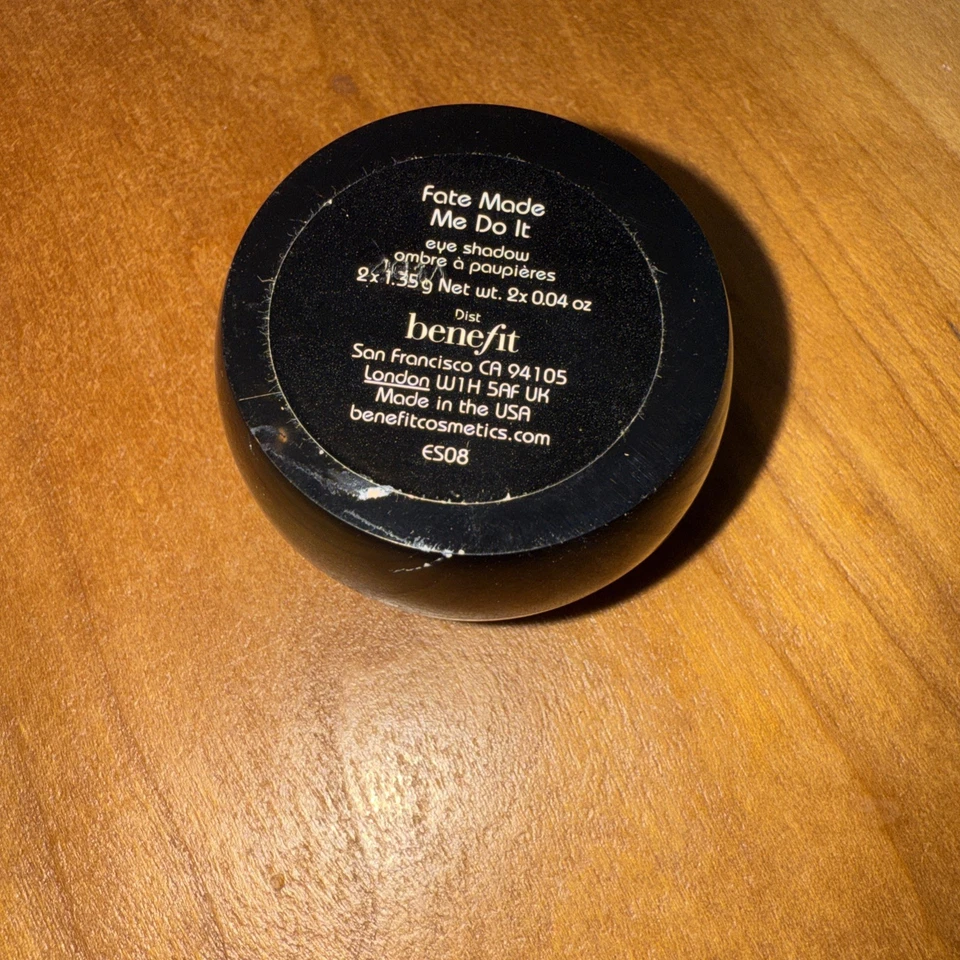 Fate Made
Me Do It
eye shadow
ombre à paupières
2x 1.35 g Net wt. 2x 0.04 oz
Dist
benefit
San Francisco CA 94105
London W1H 5AF UK
Made in the USA
benefitcosmetics.com
ES08